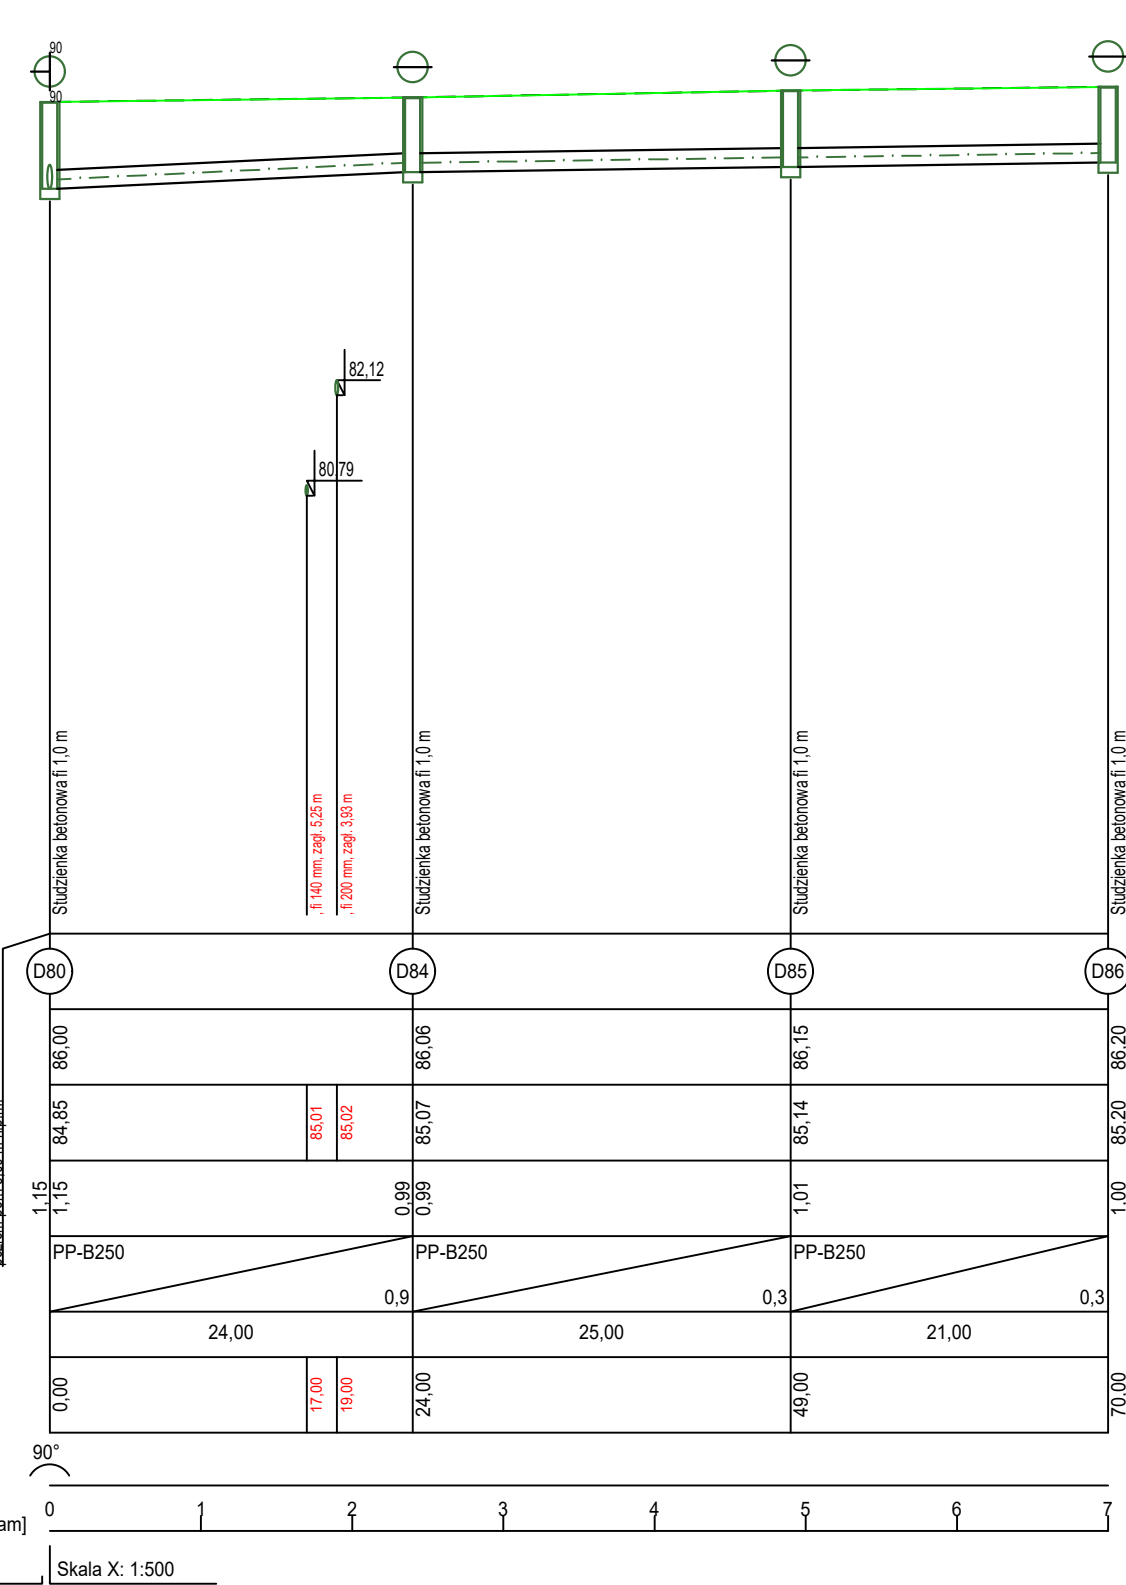 90
90
82,12
80,79
Studzienka betonowa fi 1,0 m
, fi 140 mm, zagł. 5,25 m
, fi 200 mm, zagł. 3,93 m
Studzienka betonowa fi 1,0 m
Studzienka betonowa fi 1,0 m
Studzienka betonowa fi 1.0 m
D80
D84
D85
D86
86,00
86,06
86,15
86.20
84,85
85,01
85,02
85,07
85,14
85.20
1,15
1,15
0,99
0,99
1,01
1.00
PP-B250
PP-B250
PP-B250
0,9
0,3
0,3
24,00
25,00
21,00
0,00
17,00
19,00
24,00
49,00
70.00
90°
0 1 2 3 4 5 6 7
am]
Skala X: 1:500